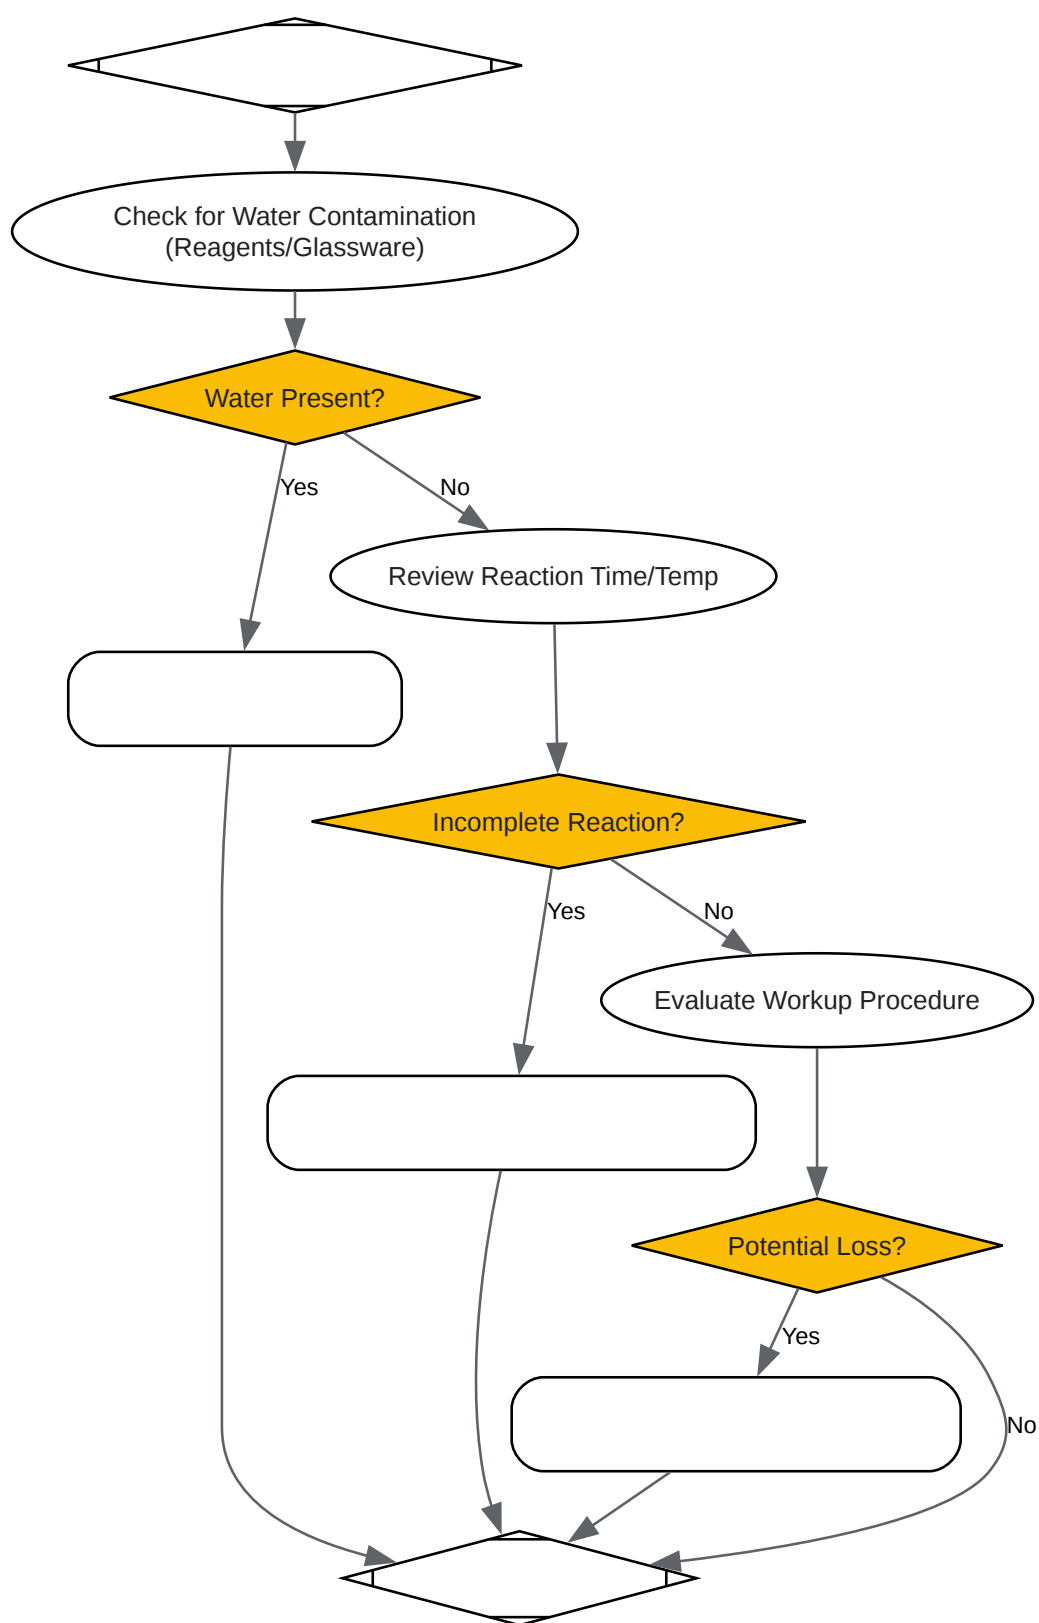 Check for Water Contamination
(Reagents/Glassware)
Water Present?
Yes
No
Review Reaction Time/Temp
Incomplete Reaction?
Yes
No
Evaluate Workup Procedure
Potential Loss?
Yes
No